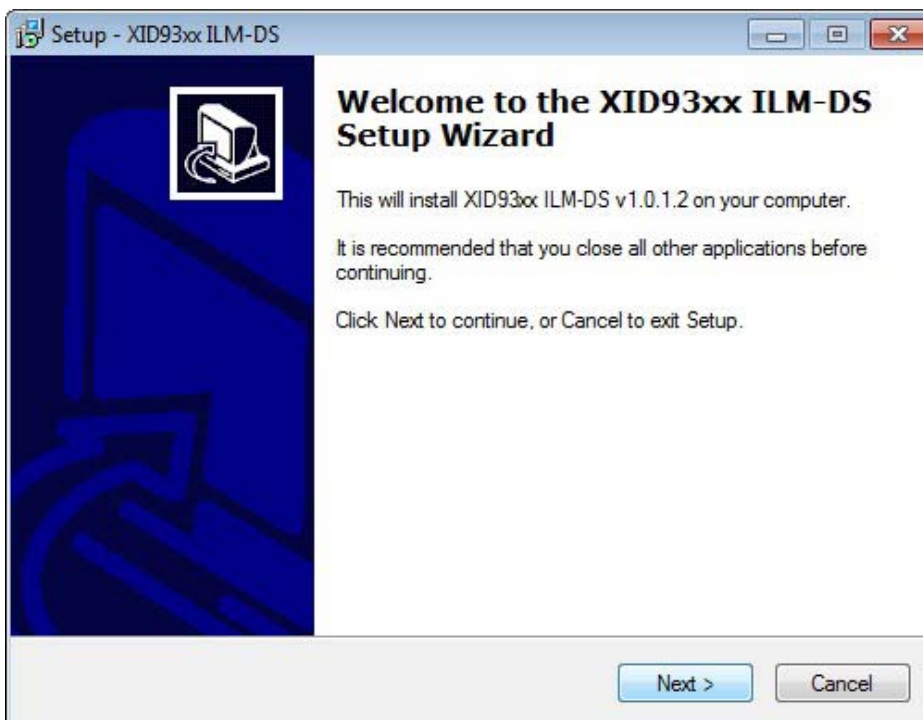 Setup - XID93xx ILM-DS
Welcome to the XID93xx ILM-DS
Setup Wizard
This will install XID93xx ILM-DS v1.0.1.2 on your computer.
It is recommended that you close all other applications before
continuing.
Click Next to continue, or Cancel to exit Setup.
Next >
Cancel